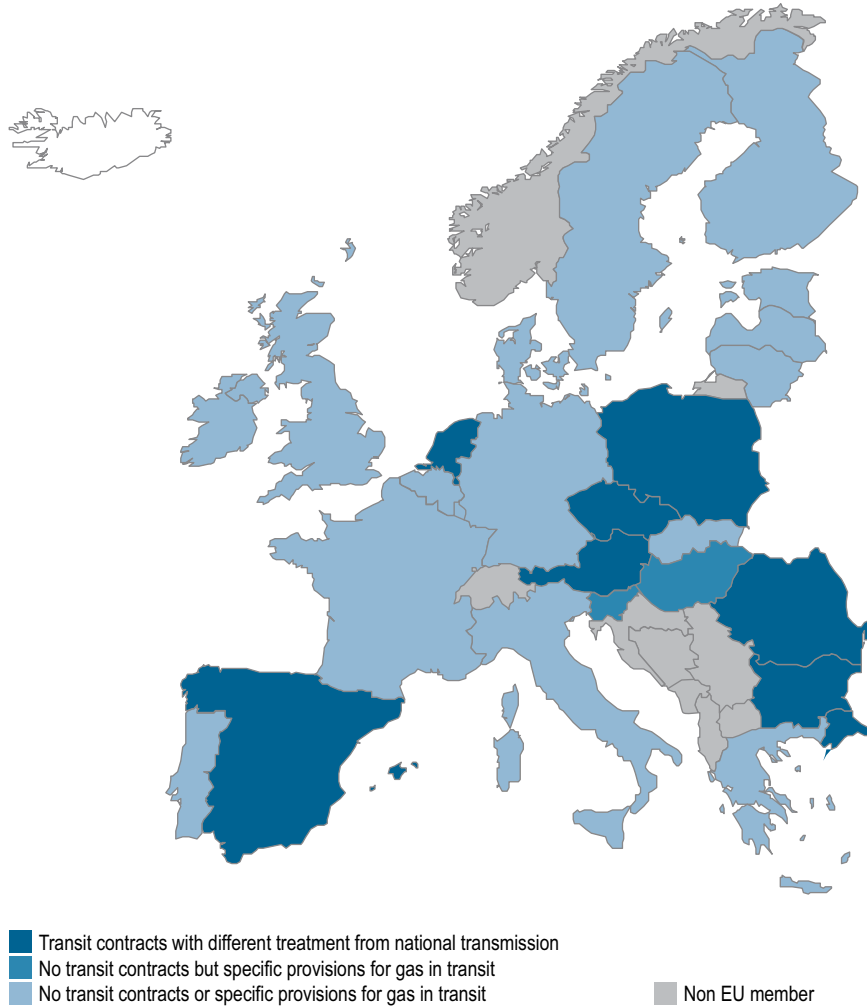 Transit contracts with different treatment from national transmission
No transit contracts but specific provisions for gas in transit
No transit contracts or specific provisions for gas in transit
Non EU member